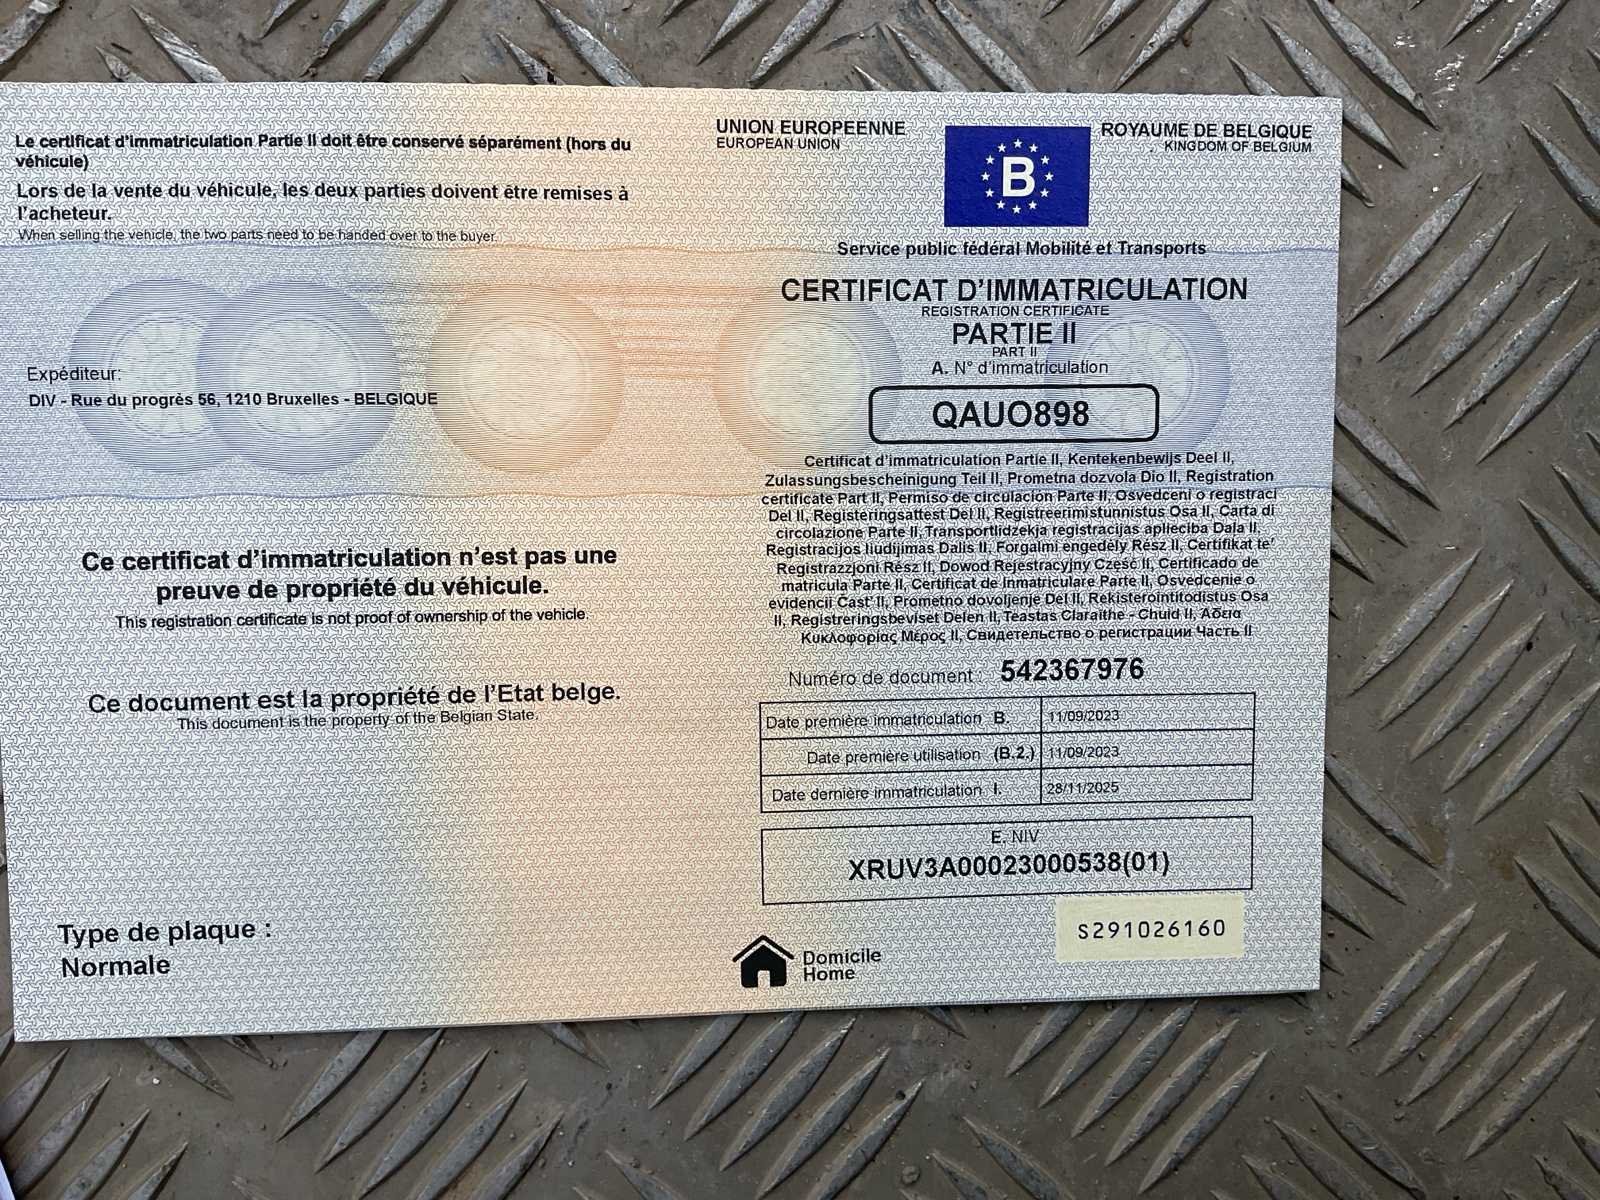 Le certificat d'immatriculation Partie II doit être conservé séparément (hors du
véhicule)
Lors de la vente du véhicule, les deux parties doivent être remises à
l'acheteur.
When selling the vehicle, the two parts need to be handed over to the buyer.
Expéditeur:
DIV - Rue du progrès 56, 1210 Bruxelles - BELGIQUE
Ce certificat d'immatriculation n'est pas une
preuve de propriété du véhicule.
This registration certificate is not proof of ownership of the vehicle.
Ce document est la propriété de l'Etat belge.
This document is the property of the Belgian State.
Type de plaque :
Normale
UNION EUROPEENNE
EUROPEAN UNION
B
ROYAUME DE BELGIQUE
KINGDOM OF BELGIUM
Service public fédéral Mobilité et Transports
CERTIFICAT D'IMMATRICULATION
REGISTRATION CERTIFICATE
PARTIE II
PART II
A. N° d'immatriculation
QAUO898
Certificat d'immatriculation Partie II, Kentekenbewijs Deel II,
Zulassungsbescheinigung Teil II, Prometna dozvola Dio II, Registration
certificate Part II, Permiso de circulación Parte II, Osvedceni o registraci
Del II, Registeringsattest Del II, Registreerimistunnistus Osa II, Carta di
circolazione Parte II, Transportlidzekja registracijas aplieciba Dala II,
Registracijos liudijimas Dalis II, Forgalmi engedély Rész II, Certifikat te'
Registrazzjoni Rész II, Dowod Rejestracyjny Część II, Certificado de
matricula Parte II, Certificat de Inmatriculare Parte II, Osvedcenie o
evidencii Čast' II, Prometno dovoljenje Del II, Rekisterointitodistus Osa
II, Registreringsbeviset Delen II, Teastas Claraithe - Chuid II, Άδεια
Κυκλοφορίας Μέρος II, Свидетельство о регистрации Часть II
Numéro de document : 542367976
Date première immatriculation B. 11/09/2023
Date première utilisation (B.2.) 11/09/2023
Date dernière immatriculation I. 28/11/2025
E. NIV
XRUV3A00023000538(01)
S291026160
Domicile
Home